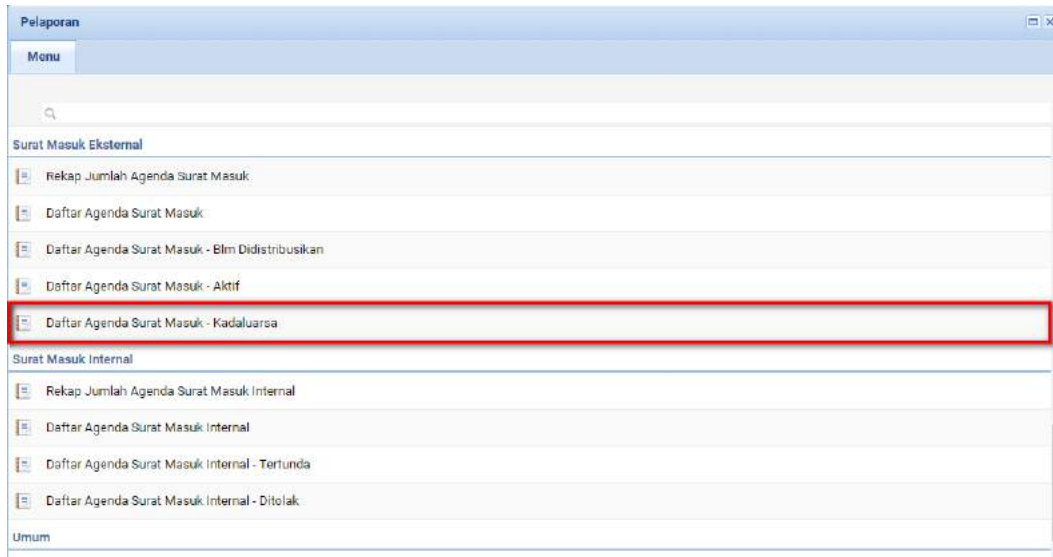 Pelaporan
Menu
Surat Masuk Eksternal
Rekap Jumlah Agenda Surat Masuk
Daftar Agenda Surat Masuk
Daftar Agenda Surat Masuk - Blm Didistribusikan
Daftar Agenda Surat Masuk - Aktif
Daftar Agenda Surat Masuk - Kadaluarsa
Surat Masuk Internal
Rekap Jumlah Agenda Surat Masuk Internal
Daftar Agenda Surat Masuk Internal
Daftar Agenda Surat Masuk Internal - Tertunda
Daftar Agenda Surat Masuk Internal - Ditolak
Umum